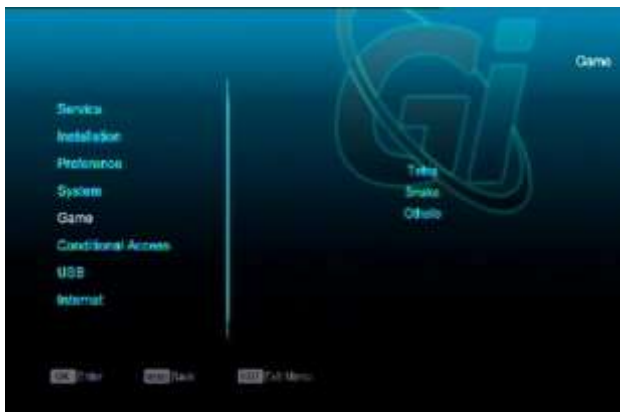 Game
Service
Installation
Preference
System
Game
Conditional Access
USB
Internet
Tetris
Snake
Othello
OK Enter
Back
EXIT Exit Menu
Gi